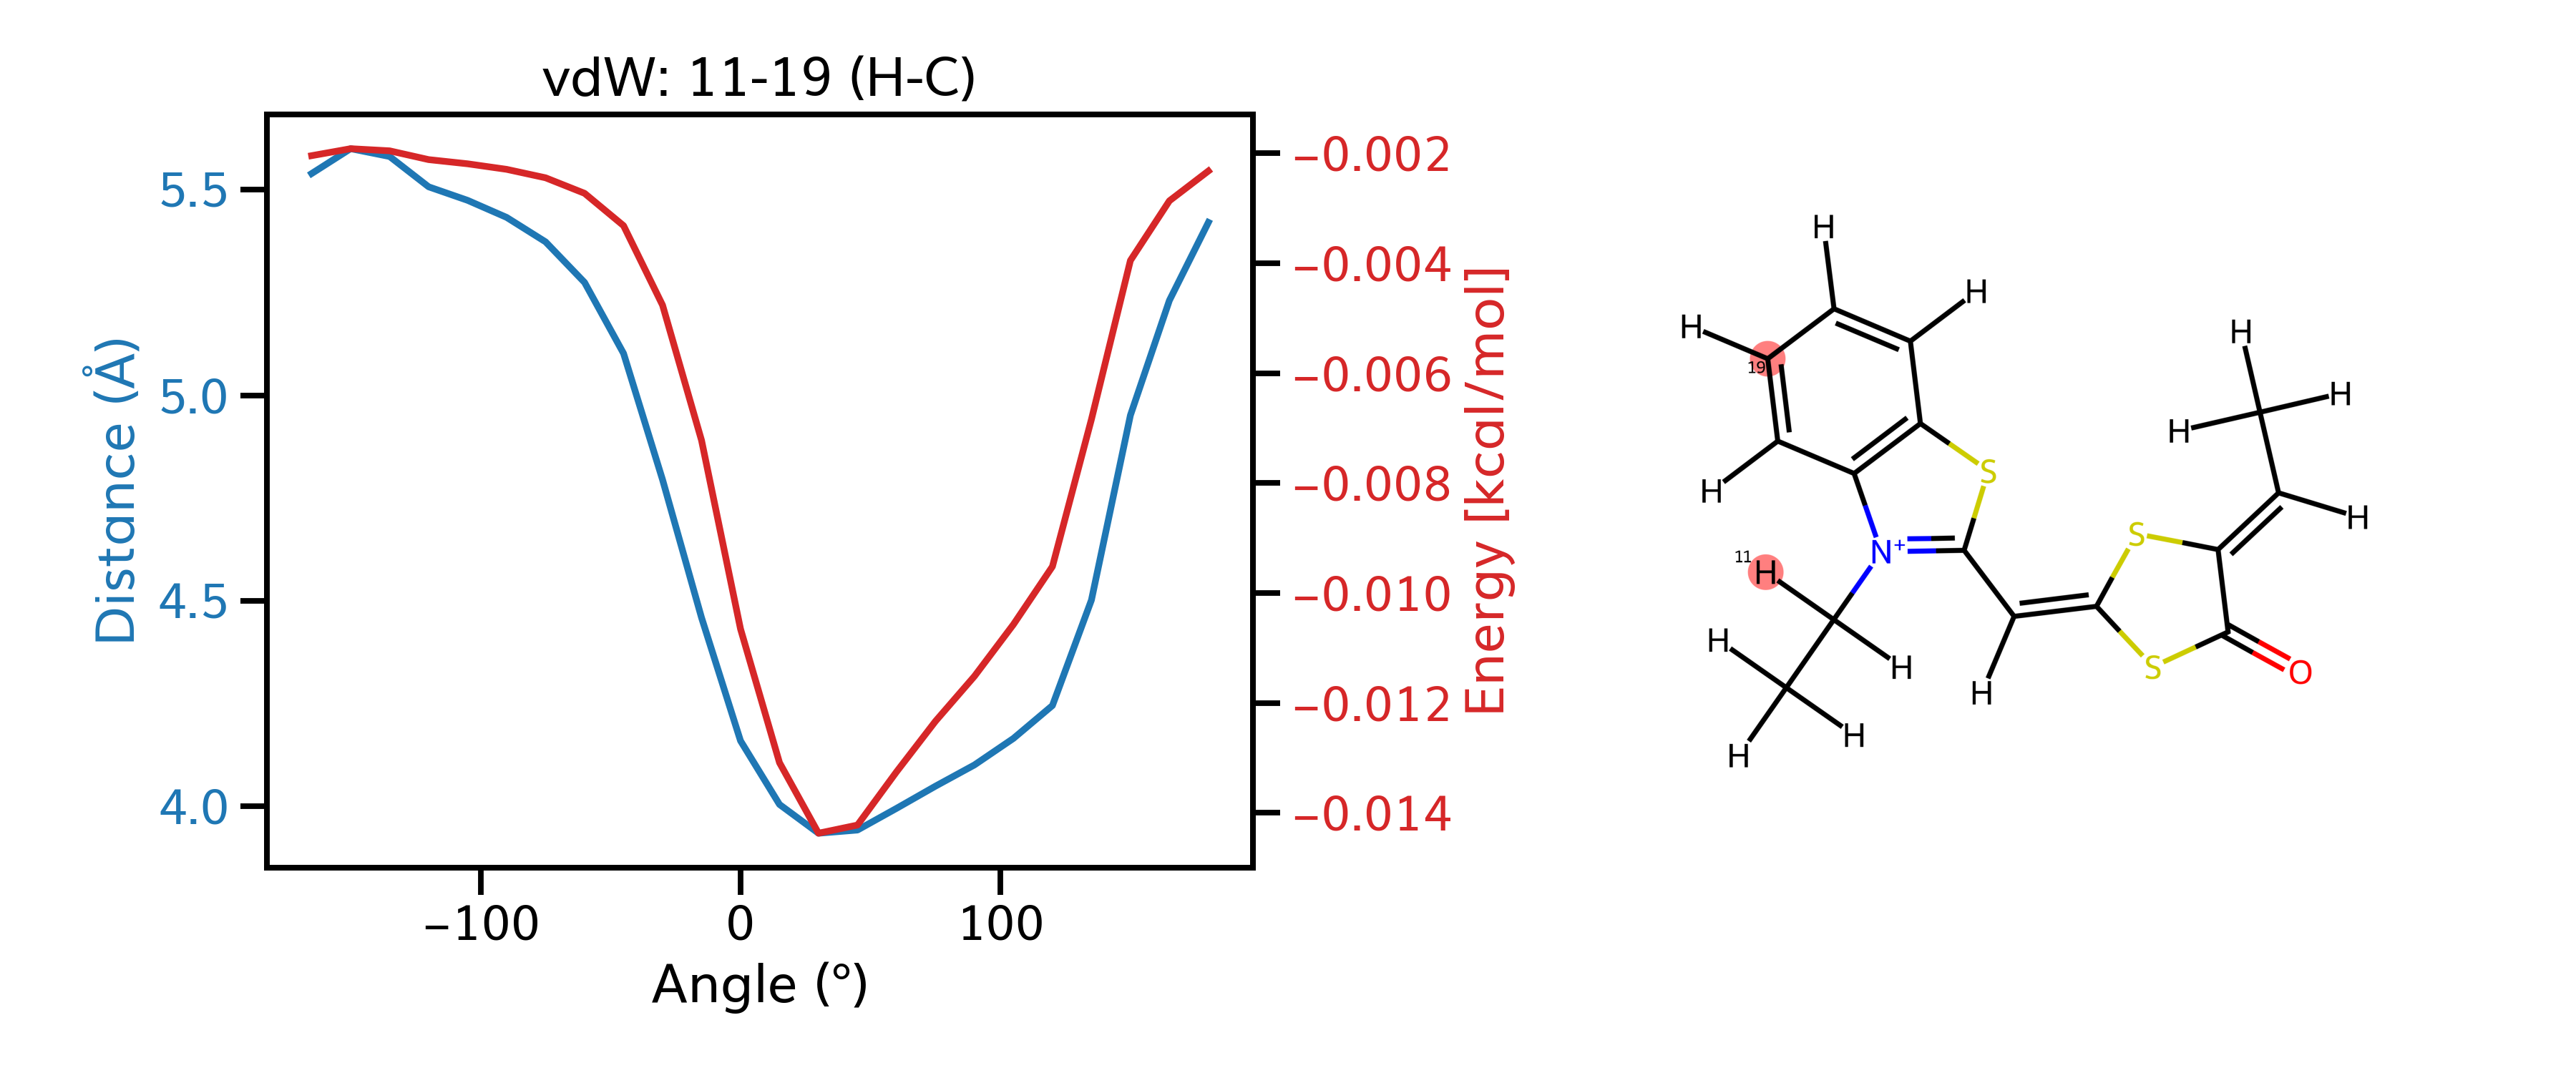 vdW: 11-19 (H-C)
5.5
5.0
4.5
4.0
Distance (Å)
−0.002
−0.004
−0.006
−0.008
−0.010
−0.012
−0.014
Energy [kcal/mol]
−100
0
100
Angle (°)
H
H
H
H
19
H
H
H
H
S
H
S
N⁺
11
H
H
H
H
S
O
H
H